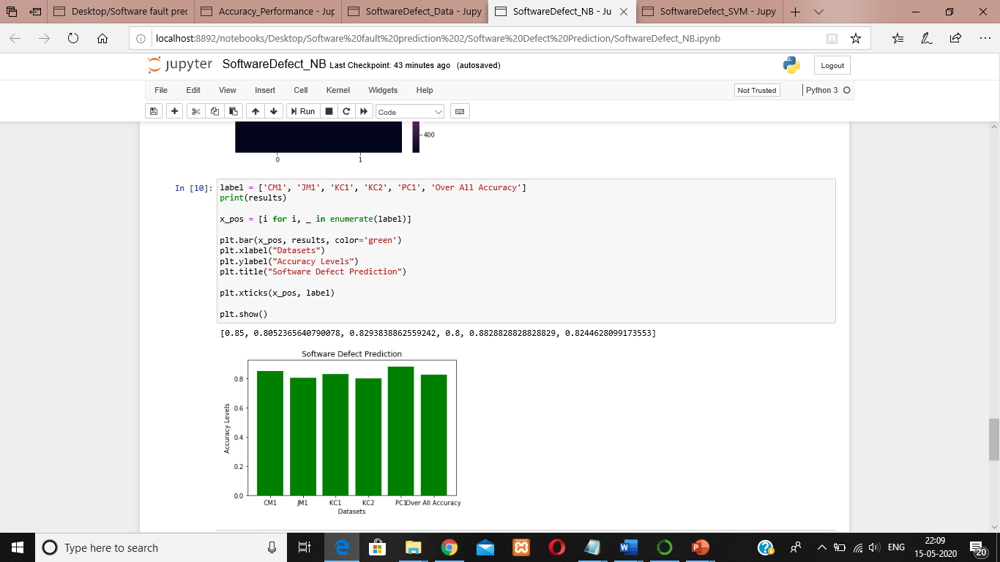 Desktop/Software fault pred
Accuracy_Performance - Jup
SoftwareDefect_Data - Jupy
SoftwareDefect_NB - Ju
SoftwareDefect_SVM - Jupy
localhost:8892/notebooks/Desktop/Software%20fault%20prediction%202/Software%20Defect%20Prediction/SoftwareDefect_NB.ipynb
jupyter SoftwareDefect_NB Last Checkpoint: 43 minutes ago (autosaved)
Logout
File Edit View Insert Cell Kernel Widgets Help
Not Trusted
Python 3
Run
Code
400
0 1
In [10]:
label = ['CM1', 'JM1', 'KC1', 'KC2', 'PC1', 'Over All Accuracy']
print(results)
x_pos = [i for i, _ in enumerate(label)]
plt.bar(x_pos, results, color='green')
plt.xlabel("Datasets")
plt.ylabel("Accuracy Levels")
plt.title("Software Defect Prediction")
plt.xticks(x_pos, label)
plt.show()
[0.85, 0.8052365640790078, 0.8293838862559242, 0.8, 0.8828828828828829, 0.8244628099173553]
Software Defect Prediction
Accuracy Levels
0.8
0.6
0.4
0.2
0.0
CM1 JM1 KC1 KC2 PC1 Over All Accuracy
Datasets
Type here to search
ENG
22:09
15-05-2020
20